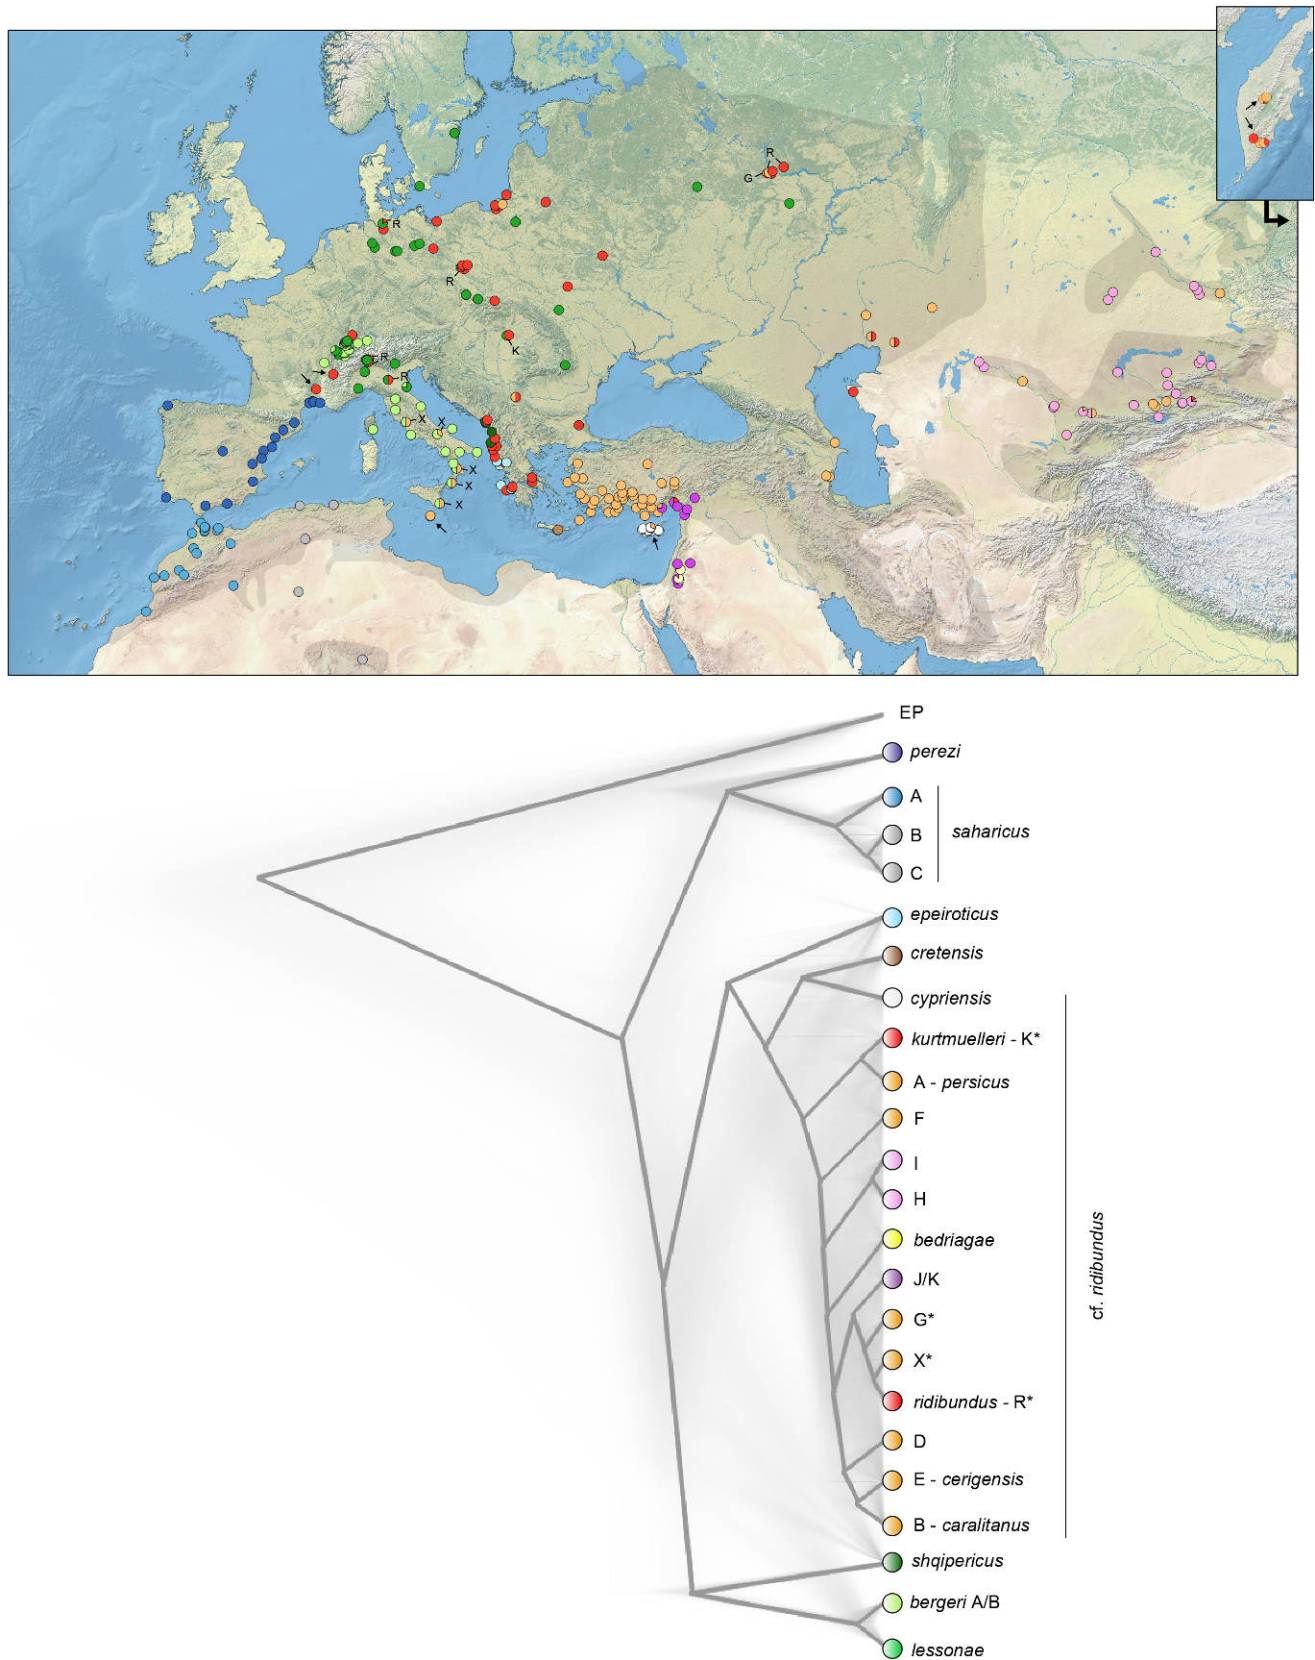 R
G
R
R
K
R
R
X
X
X
X
X
EP
perezi
A
B
saharicus
C
epeiroticus
cretensis
cypriensis
kurtmuelleri - K*
A - persicus
F
I
H
bedriagae
J/K
G*
X*
ridibundus - R*
D
E - cerigensis
B - caralitanus
cf. ridibundus
shqipericus
bergeri A/B
lessonae